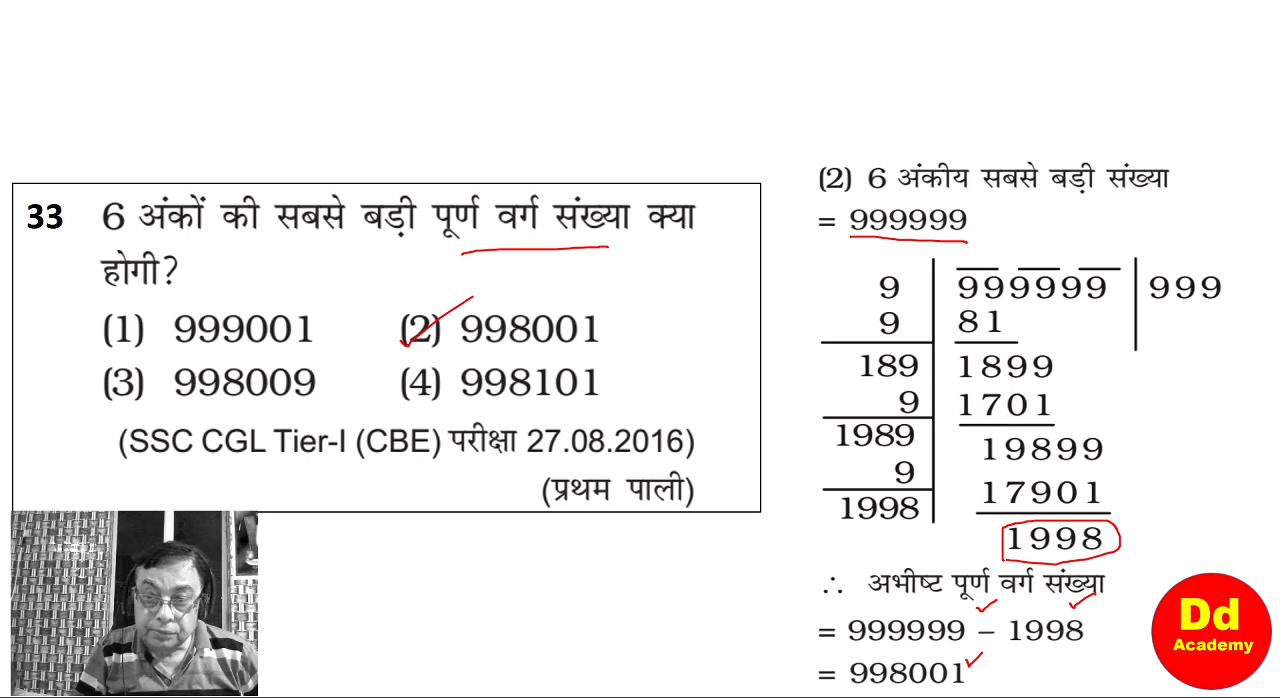 33 6 अंकों की सबसे बड़ी पूर्ण वर्ग संख्या क्या
होगी?
(1) 999001 (2) 998001
(3) 998009 (4) 998101
(SSC CGL Tier-I (CBE) परीक्षा 27.08.2016)
(प्रथम पाली)
(2) 6 अंकीय सबसे बड़ी संख्या
= 999999
9 999999 999
9 81
189 1899
9 1701
1989 19899
9 17901
1998 1998
∴ अभीष्ट पूर्ण वर्ग संख्या
= 999999 – 1998
= 998001
Dd
Academy